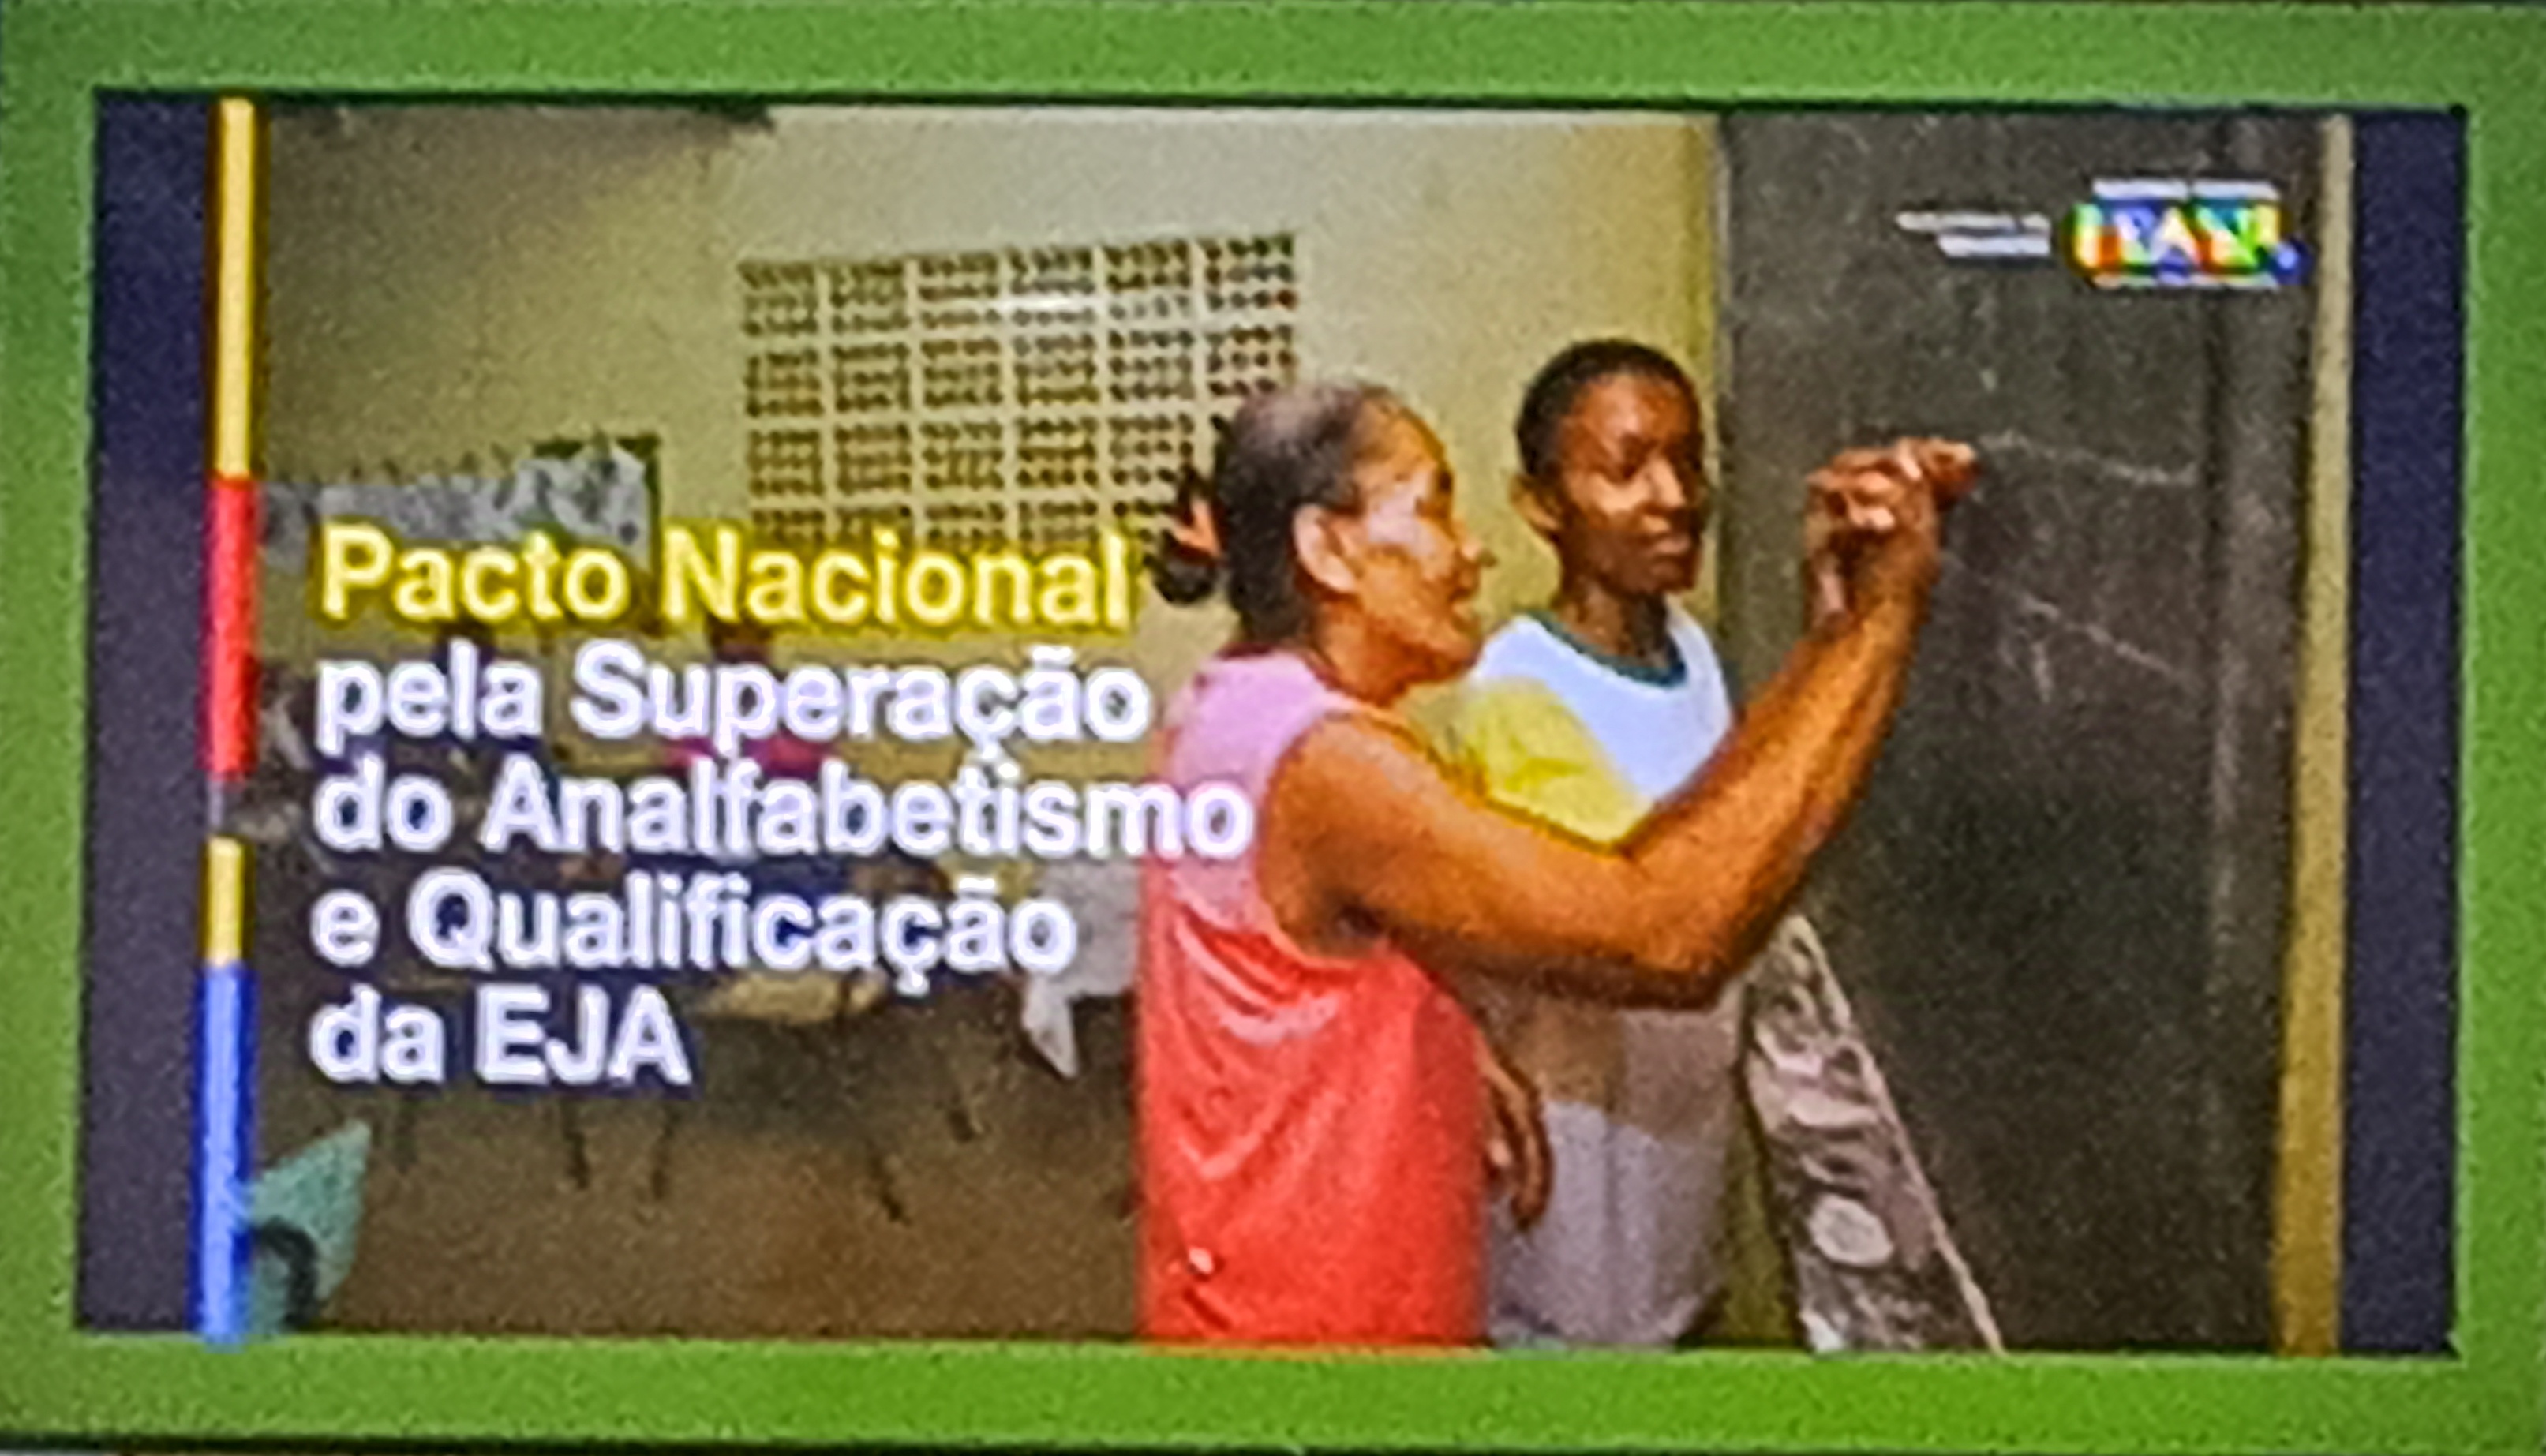 Pacto Nacional
pela Superação
do Analfabetismo
e Qualificação
da EJA